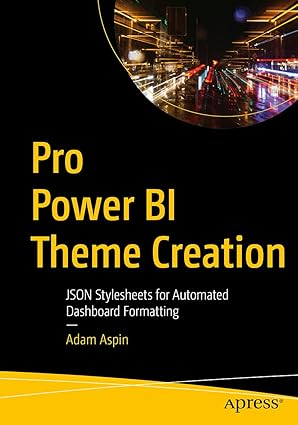 Pro
Power BI
Theme Creation
JSON Stylesheets for Automated
Dashboard Formatting
—
Adam Aspin
Apress®